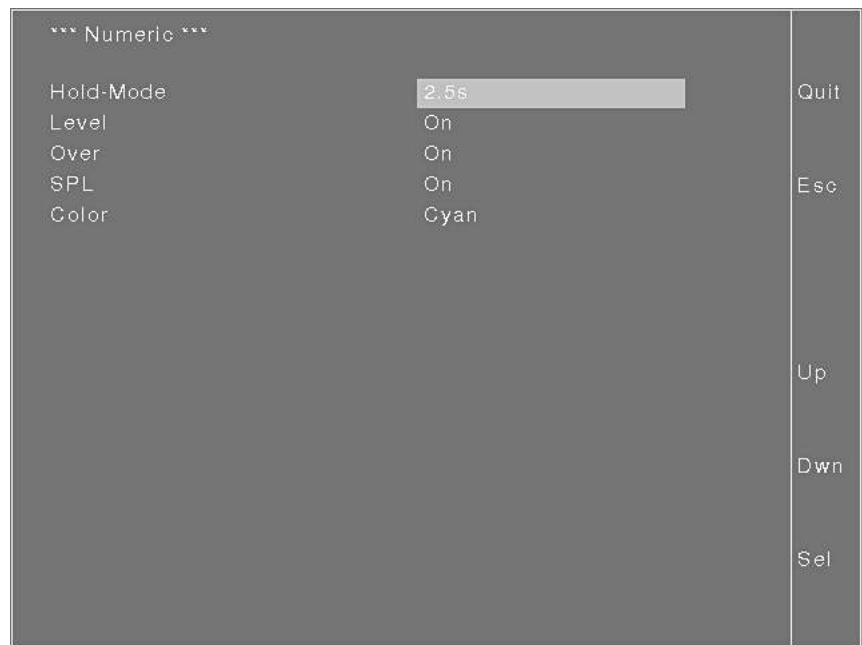 *** Numeric ***
Hold-Mode 2.5s Quit
Level On
Over On
SPL On Esc
Color Cyan
Up
Dwn
Sel